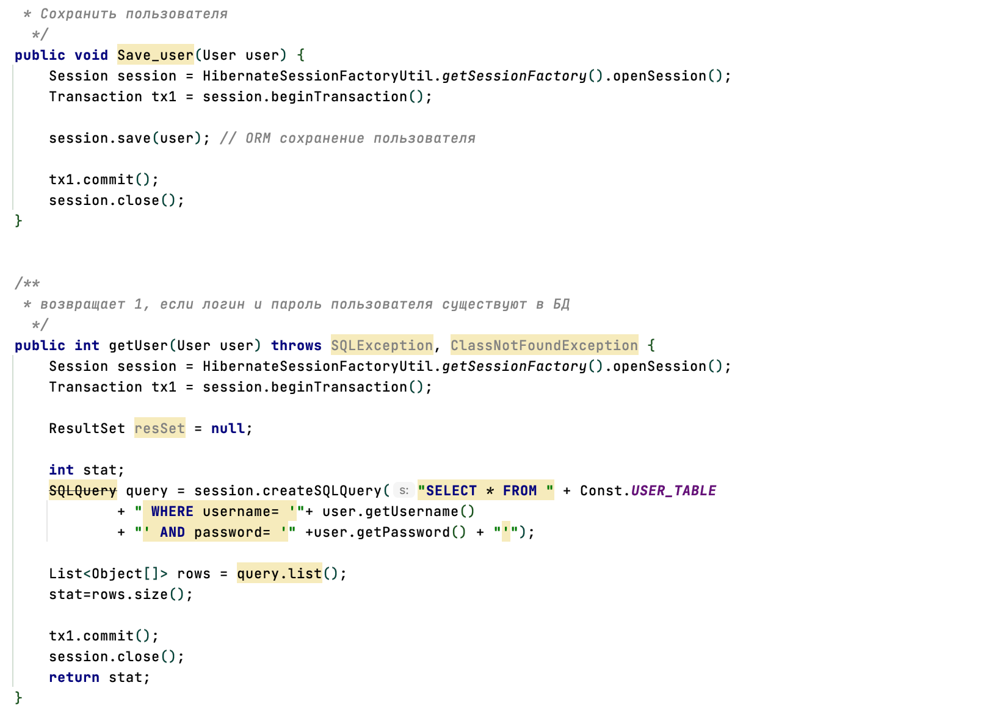 * Сохранить пользователя
*/
public void Save_user(User user) {
Session session = HibernateSessionFactoryUtil.getSessionFactory().openSession();
Transaction tx1 = session.beginTransaction();
session.save(user); // ORM сохранение пользователя
tx1.commit();
session.close();
}
/**
* возвращает 1, если логин и пароль пользователя существуют в БД
*/
public int getUser(User user) throws SQLException, ClassNotFoundException {
Session session = HibernateSessionFactoryUtil.getSessionFactory().openSession();
Transaction tx1 = session.beginTransaction();
ResultSet resSet = null;
int stat;
SQLQuery query = session.createSQLQuery( s: "SELECT * FROM " + Const.USER_TABLE
+ " WHERE username= '"+ user.getUsername()
+ "' AND password= '" +user.getPassword() + "'");
List<Object[]> rows = query.list();
stat=rows.size();
tx1.commit();
session.close();
return stat;
}